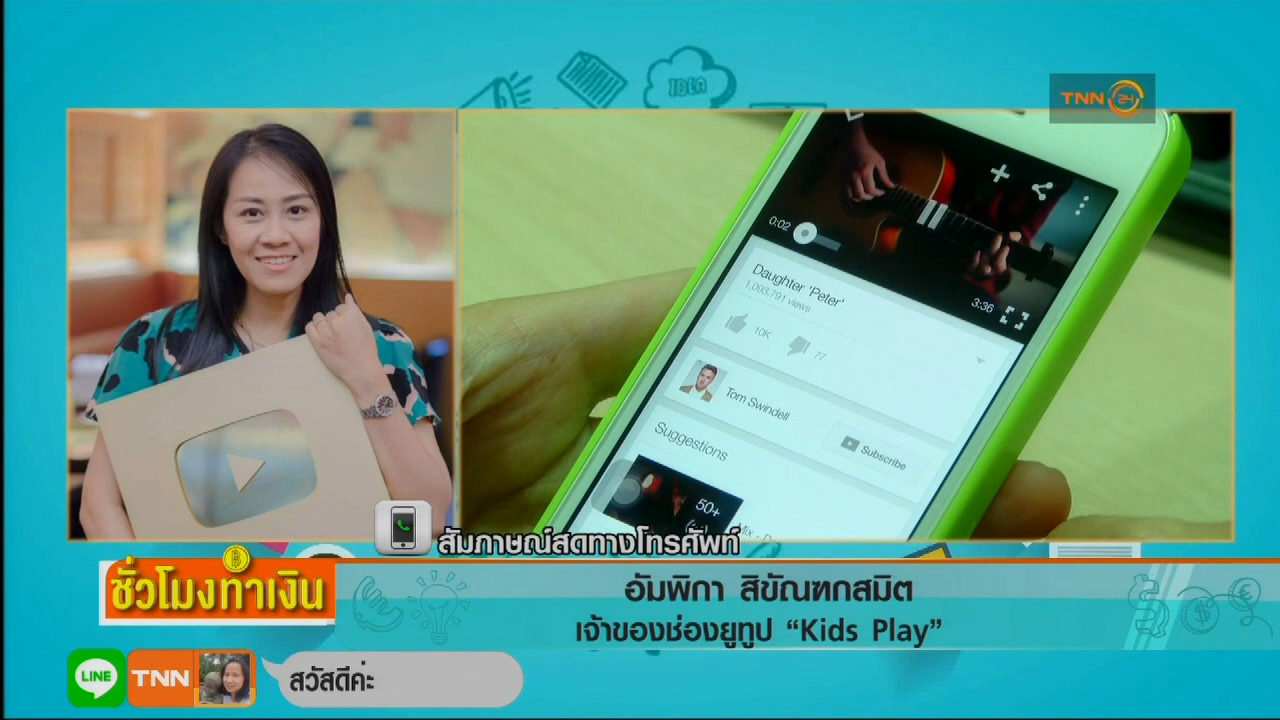 IDEA
TNN 24
0:02
3:36
Daughter 'Peter'
1,093,791 views
10K
77
Tom Swindell
Subscribe
Suggestions
50+
Mix - D
สัมภาษณ์สดทางโทรศัพท์
ชั่วโมงทำเงิน
อัมพิกา สิขัณฑกสมิต
เจ้าของช่องยูทูป “Kids Play”
LINE
TNN
สวัสดีค่ะ